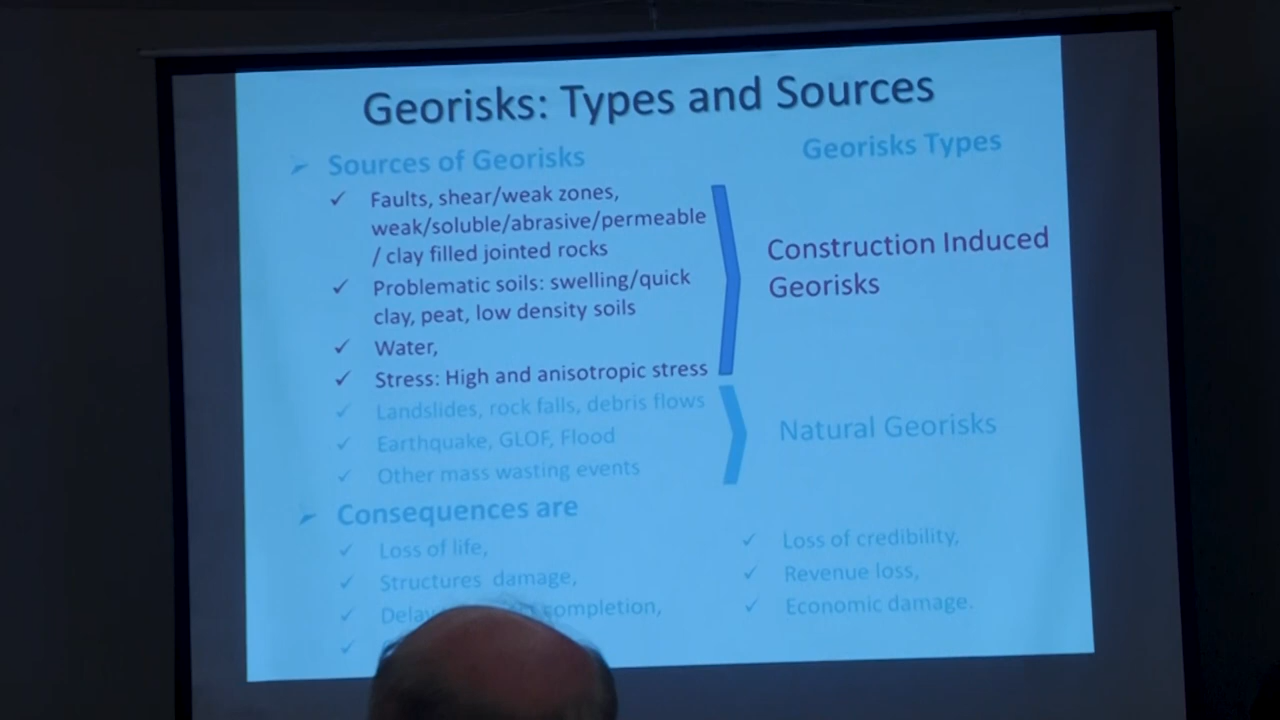 Georisks: Types and Sources
Sources of Georisks
Georisks Types
Faults, shear/weak zones,
weak/soluble/abrasive/permeable
/ clay filled jointed rocks
Problematic soils: swelling/quick
clay, peat, low density soils
Water,
Stress: High and anisotropic stress
Construction Induced
Georisks
Landslides, rock falls, debris flows
Earthquake, GLOF, Flood
Other mass wasting events
Natural Georisks
Consequences are
Loss of life,
Structures damage,
completion,
Loss of credibility,
Revenue loss,
Economic damage.